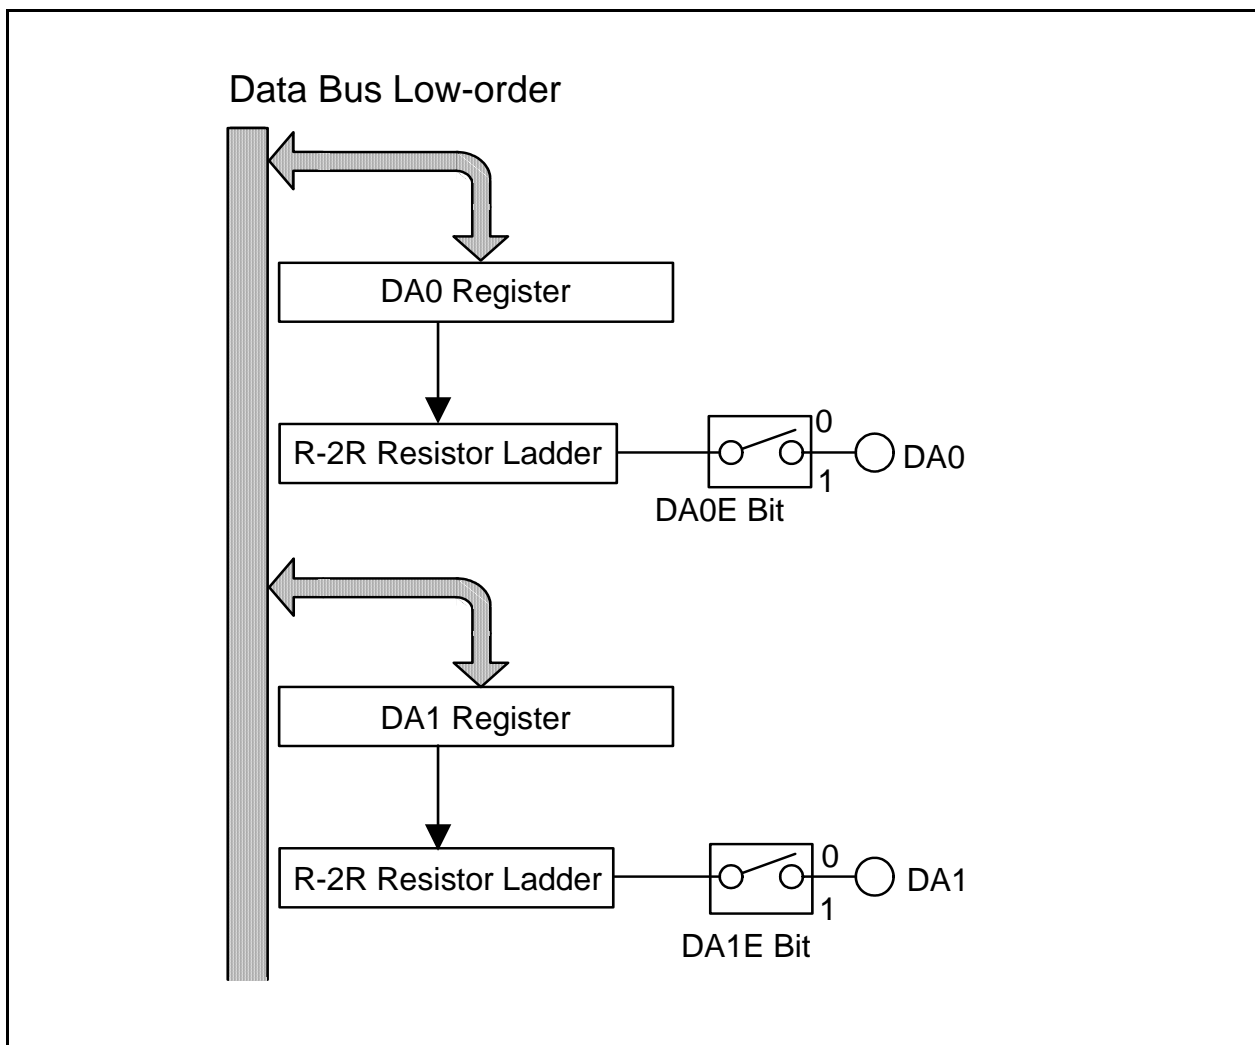 Data Bus Low-order
DA0 Register
R-2R Resistor Ladder
0
1
DA0
DA0E Bit
DA1 Register
R-2R Resistor Ladder
0
1
DA1
DA1E Bit